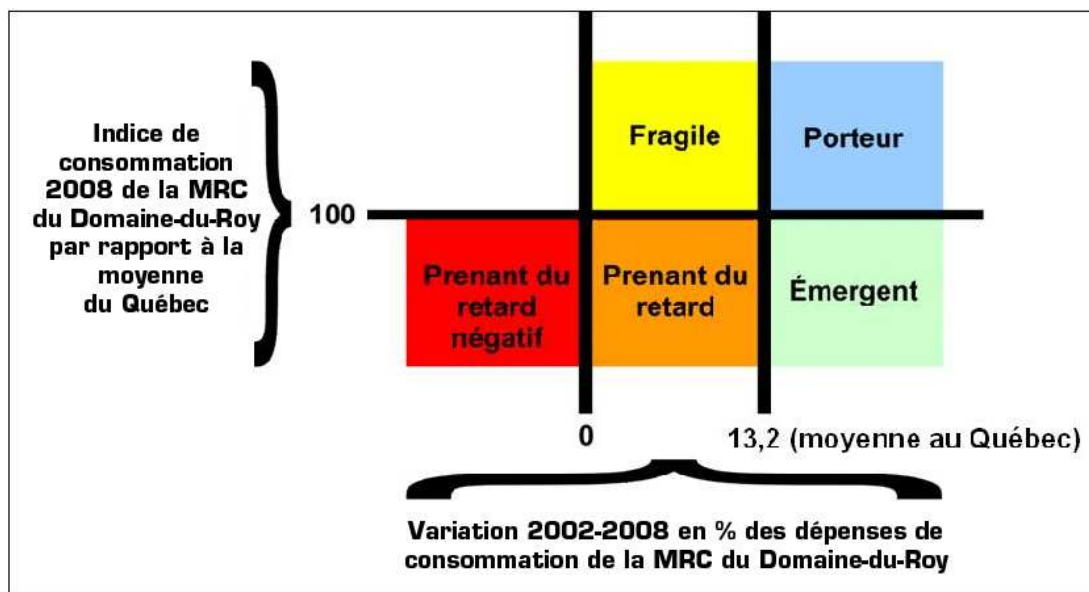 Indice de
consommation
2008 de la MRC
du Domaine-du-Roy
par rapport à la
moyenne
du Québec
100
Fragile
Porteur
Prenant du
retard
négatif
Prenant du
retard
Émergent
0
13,2 (moyenne au Québec)
Variation 2002-2008 en % des dépenses de
consommation de la MRC du Domaine-du-Roy